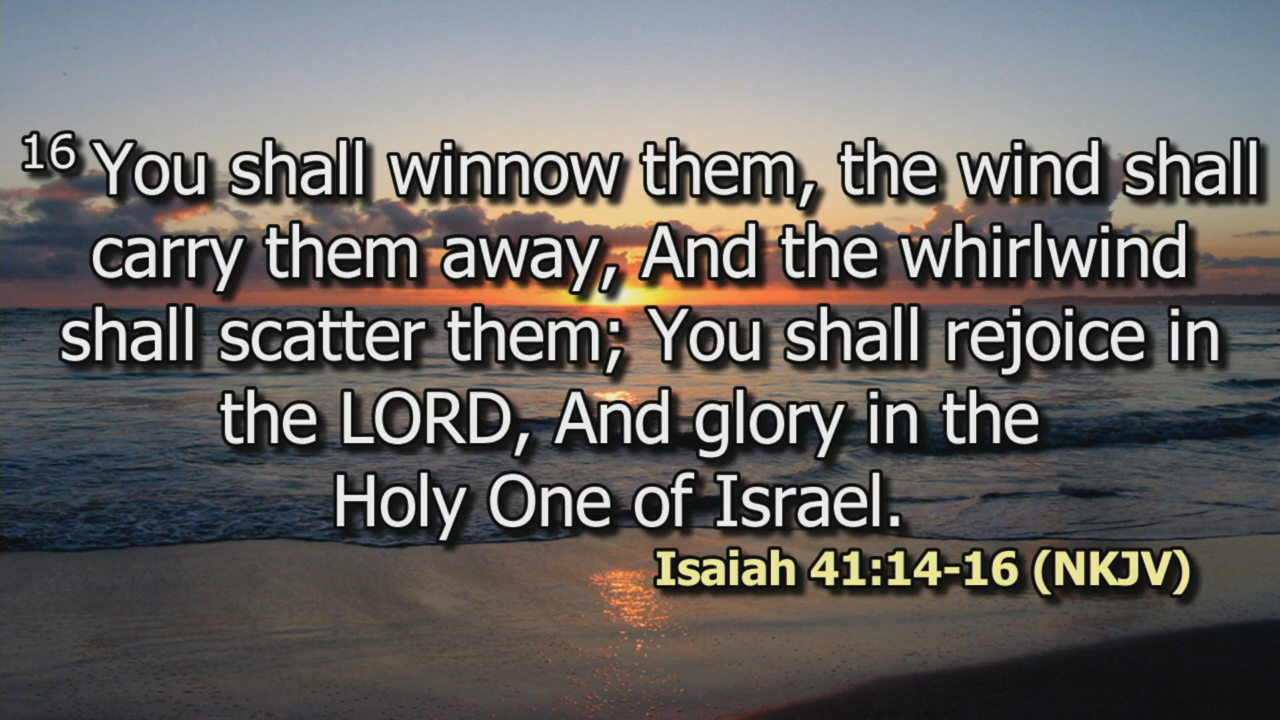 16 You shall winnow them, the wind shall
carry them away, And the whirlwind
shall scatter them; You shall rejoice in
the LORD, And glory in the
Holy One of Israel.
Isaiah 41:14-16 (NKJV)